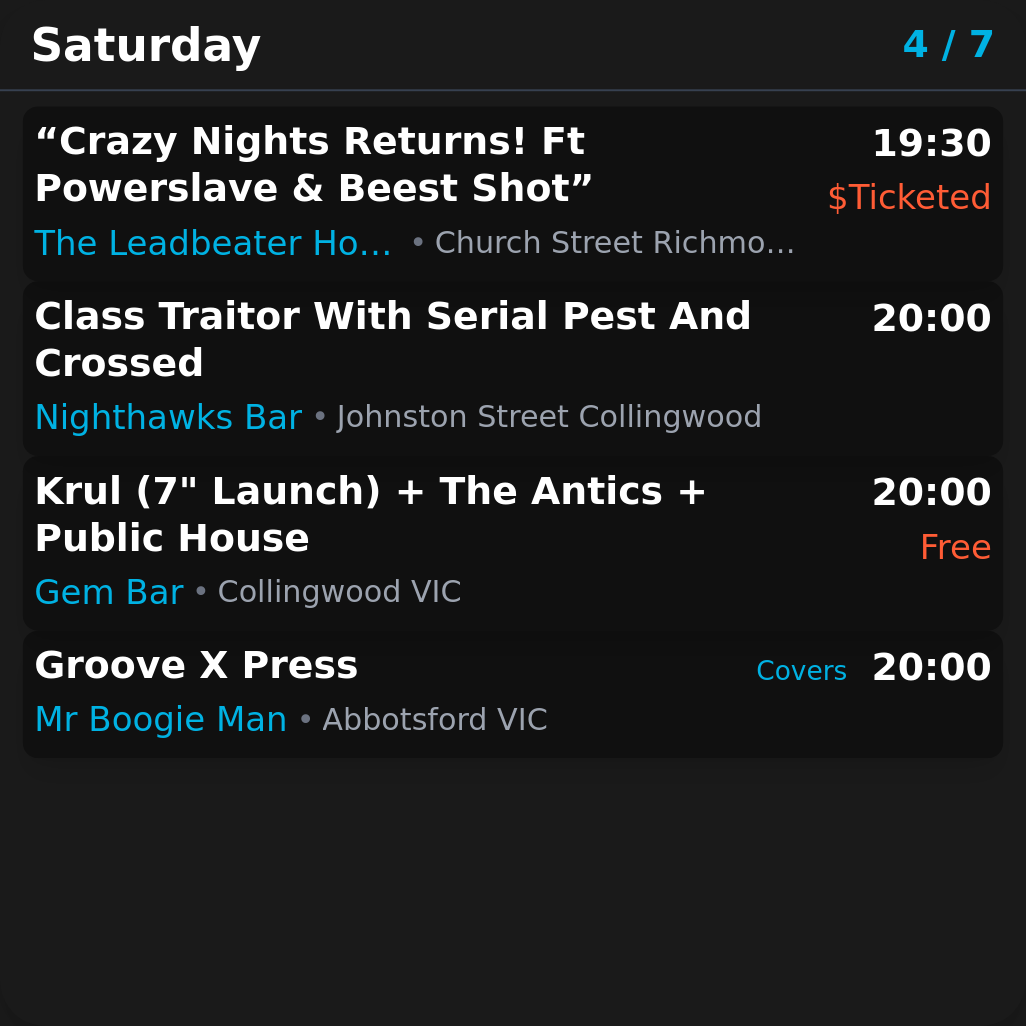 Saturday
4 / 7
“Crazy Nights Returns! Ft
Powerslave & Beest Shot”
19:30
$Ticketed
The Leadbeater Ho… • Church Street Richmo…
Class Traitor With Serial Pest And
Crossed
20:00
Nighthawks Bar • Johnston Street Collingwood
Krul (7" Launch) + The Antics +
Public House
20:00
Free
Gem Bar • Collingwood VIC
Groove X Press
Covers 20:00
Mr Boogie Man • Abbotsford VIC